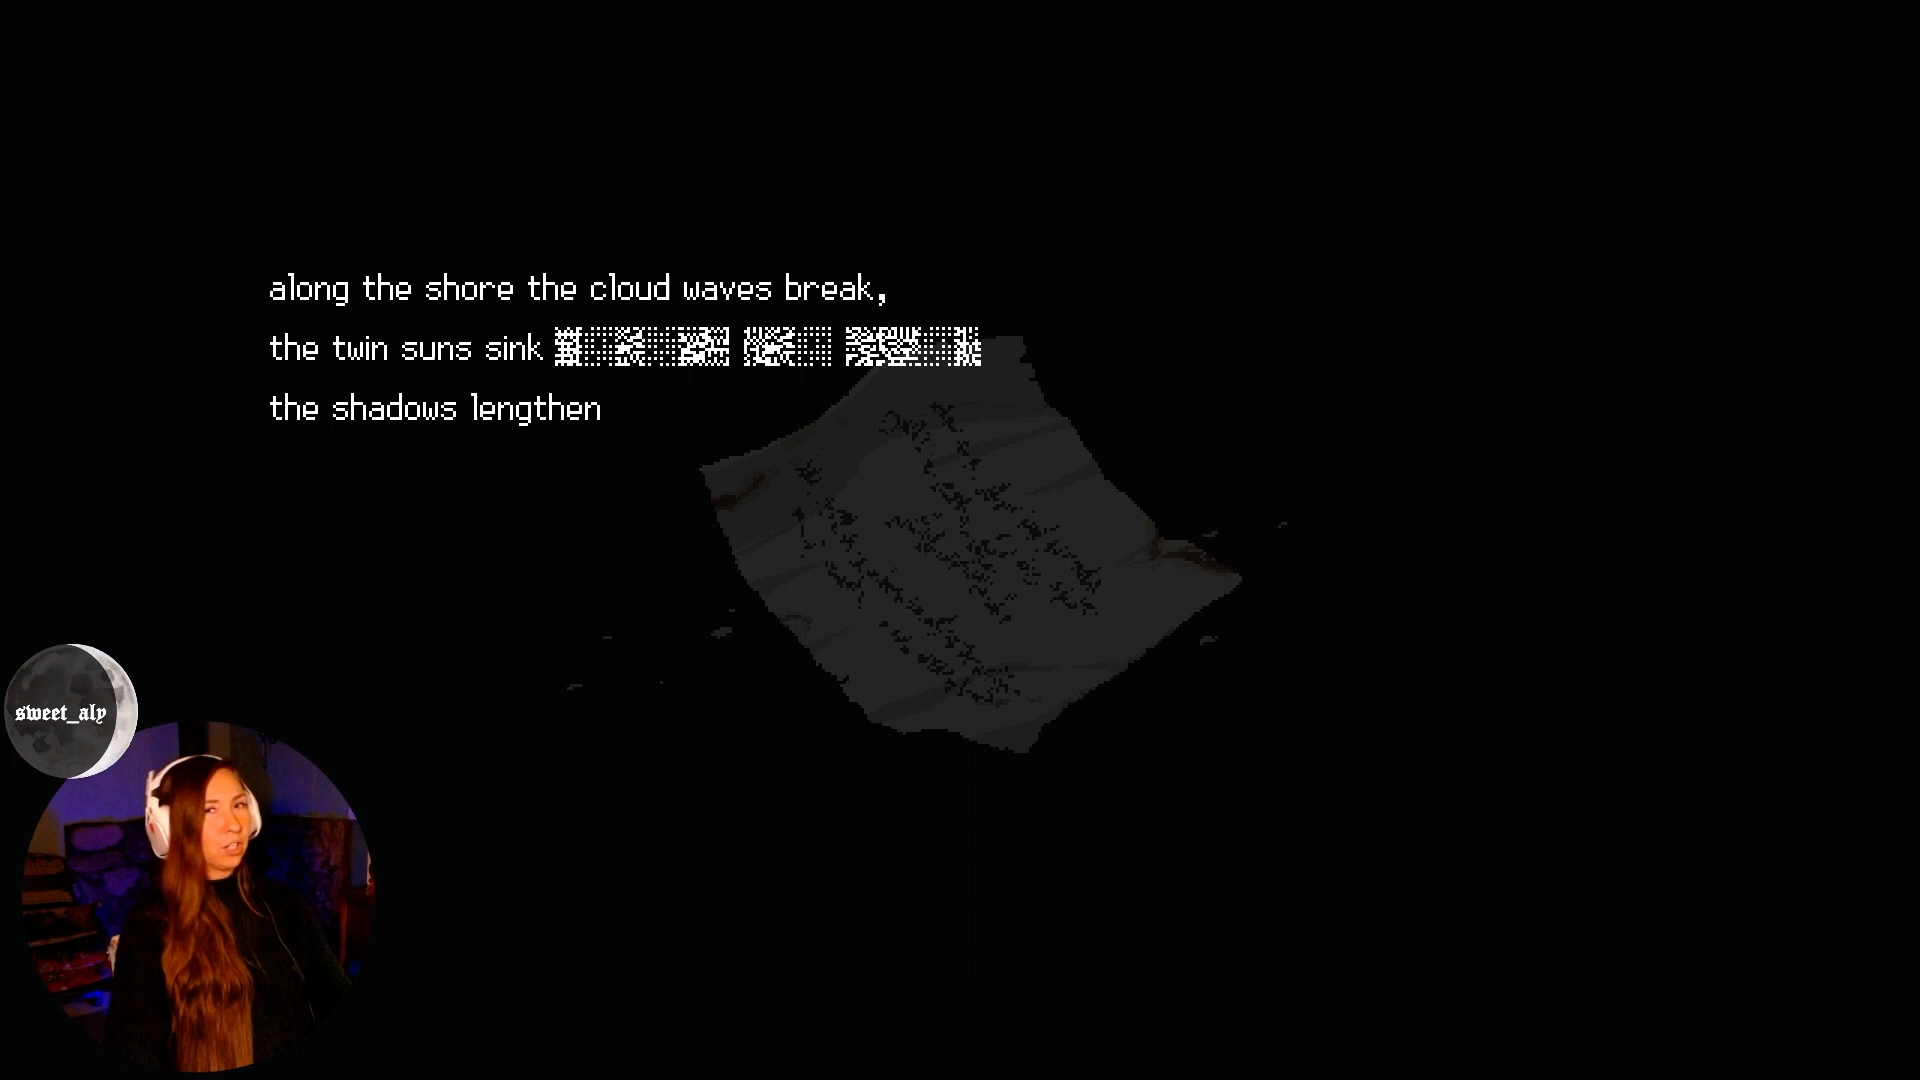 along the shore the cloud waves break,
the twin suns sink
the shadows lengthen
sweet_aly